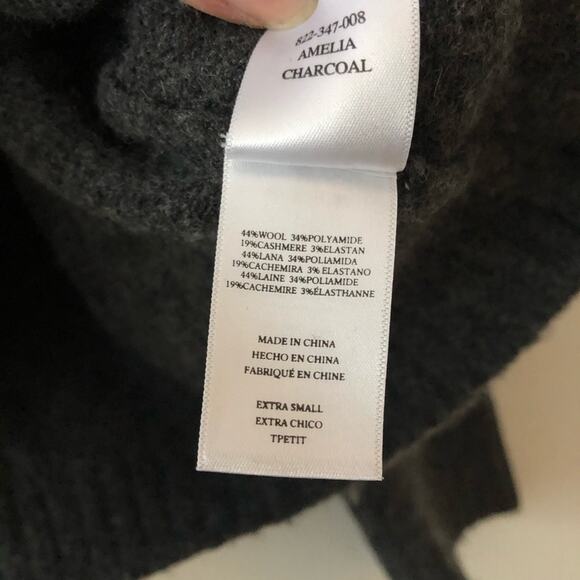 822-347-008
AMELIA
CHARCOAL
44%WOOL 34%POLYAMIDE
19%CASHMERE 3%ELASTAN
44%LANA 34%POLIAMIDA
19%CACHEMIRA 3% ELASTANO
44%LAINE 34%POLIAMIDE
19%CACHEMIRE 3%ÉLASTHANNE
MADE IN CHINA
HECHO EN CHINA
FABRIQUÉ EN CHINE
EXTRA SMALL
EXTRA CHICO
TPETIT